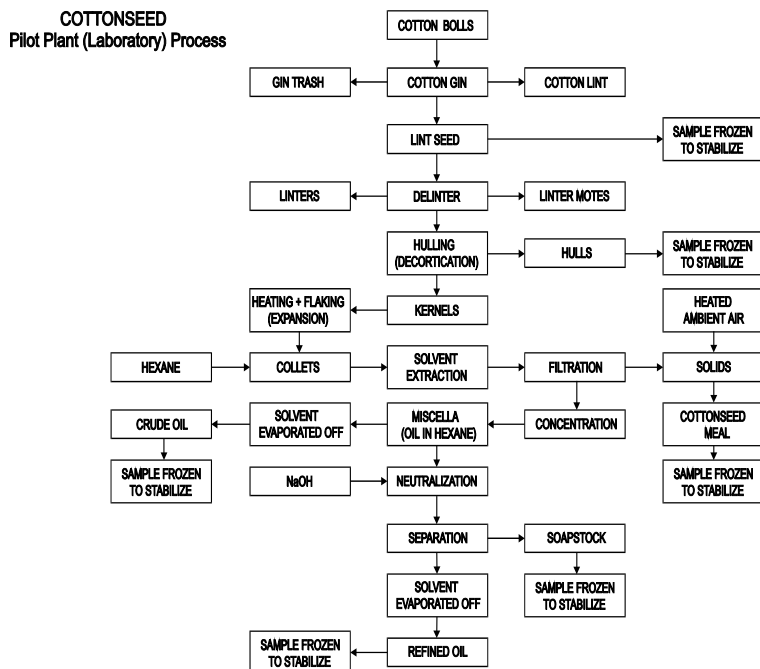 COTTONSEED
Pilot Plant (Laboratory) Process
COTTON BOLLS
GIN TRASH
COTTON GIN
COTTON LINT
LINT SEED
SAMPLE FROZEN
TO STABILIZE
LINTERS
DELINTER
LINTER MOTES
HULLING
(DECORTICATION)
HULLS
SAMPLE FROZEN
TO STABILIZE
HEATING + FLAKING
(EXPANSION)
KERNELS
HEATED
AMBIENT AIR
HEXANE
COLLETS
SOLVENT
EXTRACTION
FILTRATION
SOLIDS
CRUDE OIL
SOLVENT
EVAPORATED OFF
MISCELLA
(OIL IN HEXANE)
CONCENTRATION
COTTONSEED
MEAL
SAMPLE FROZEN
TO STABILIZE
NaOH
NEUTRALIZATION
SAMPLE FROZEN
TO STABILIZE
SEPARATION
SOAPSTOCK
SOLVENT
EVAPORATED OFF
SAMPLE FROZEN
TO STABILIZE
SAMPLE FROZEN
TO STABILIZE
REFINED OIL